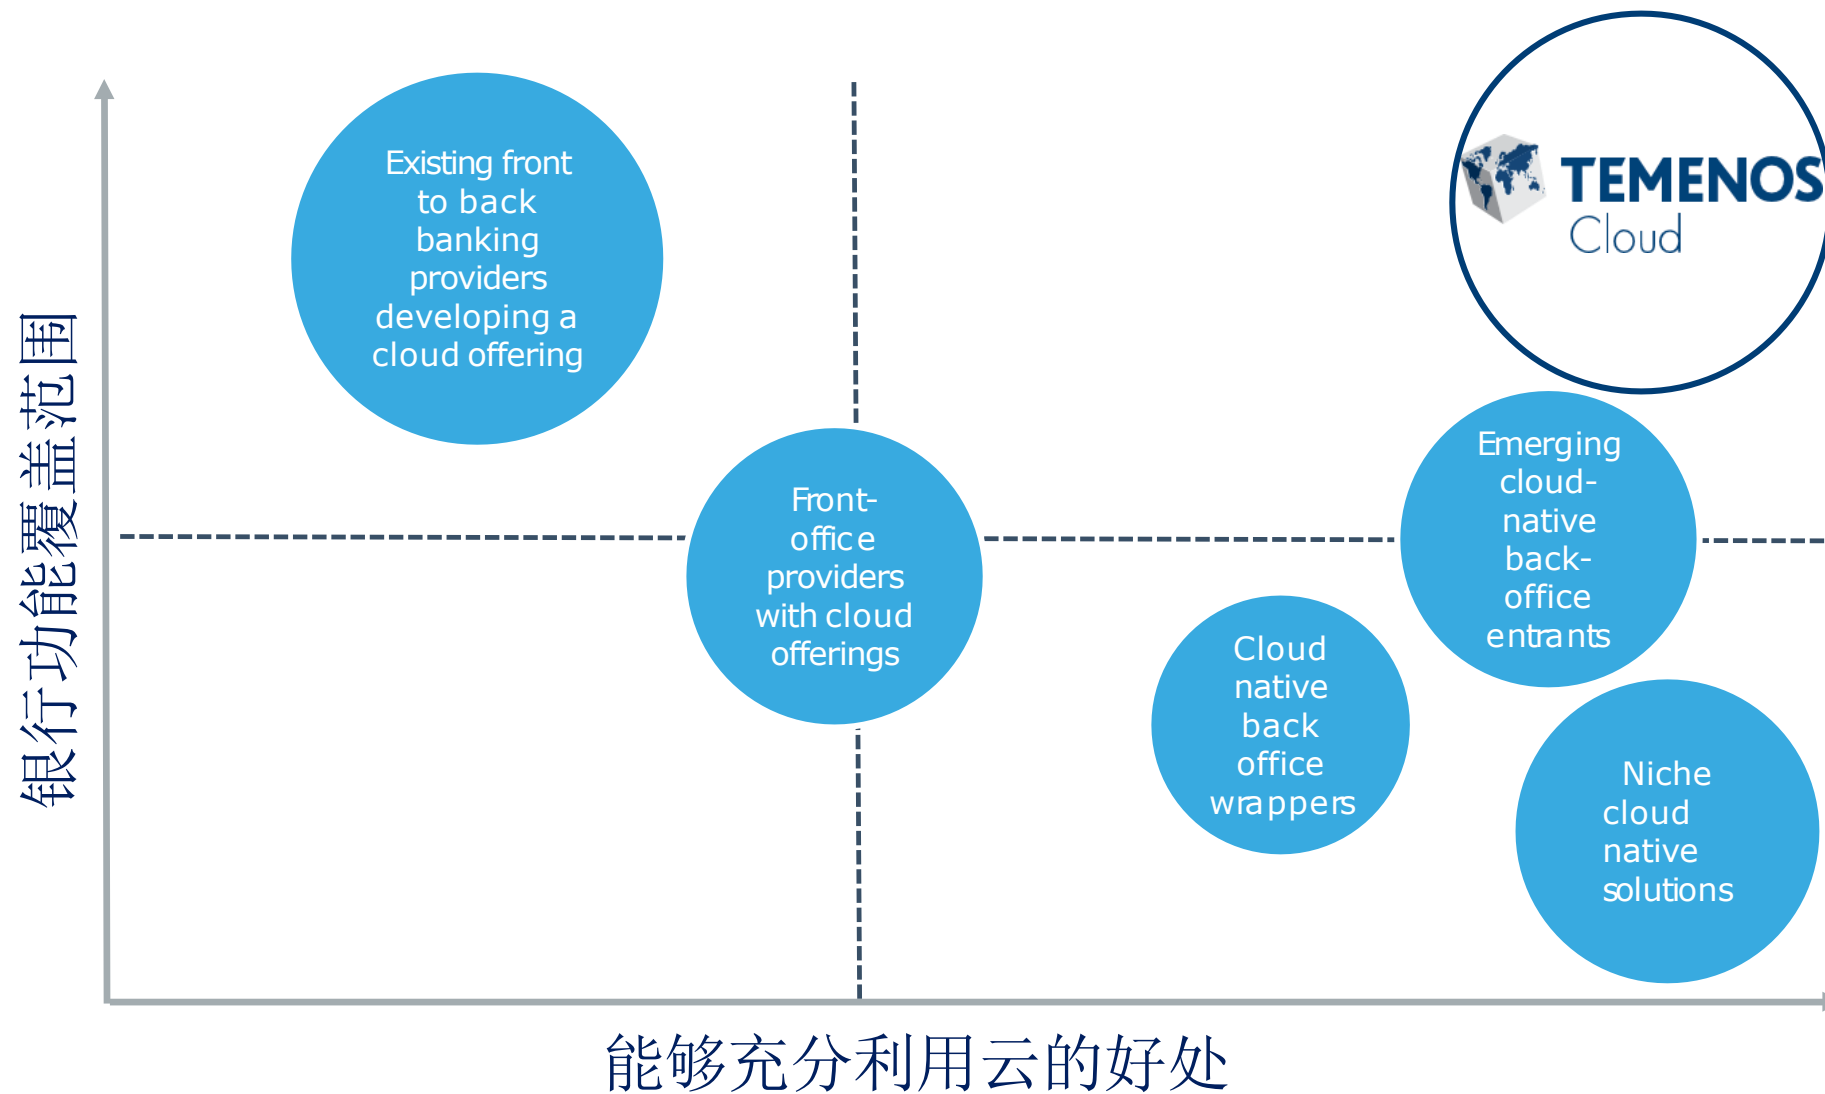 TEMENOS
Cloud
Existing front
to back
banking
providers
developing a
cloud offering
Front-
office
providers
with cloud
offerings
Emerging
cloud-
native
back-
office
entrants
Cloud
native
back
office
wrappers
Niche
cloud
native
solutions
银行功能覆盖范围
能够充分利用云的好处